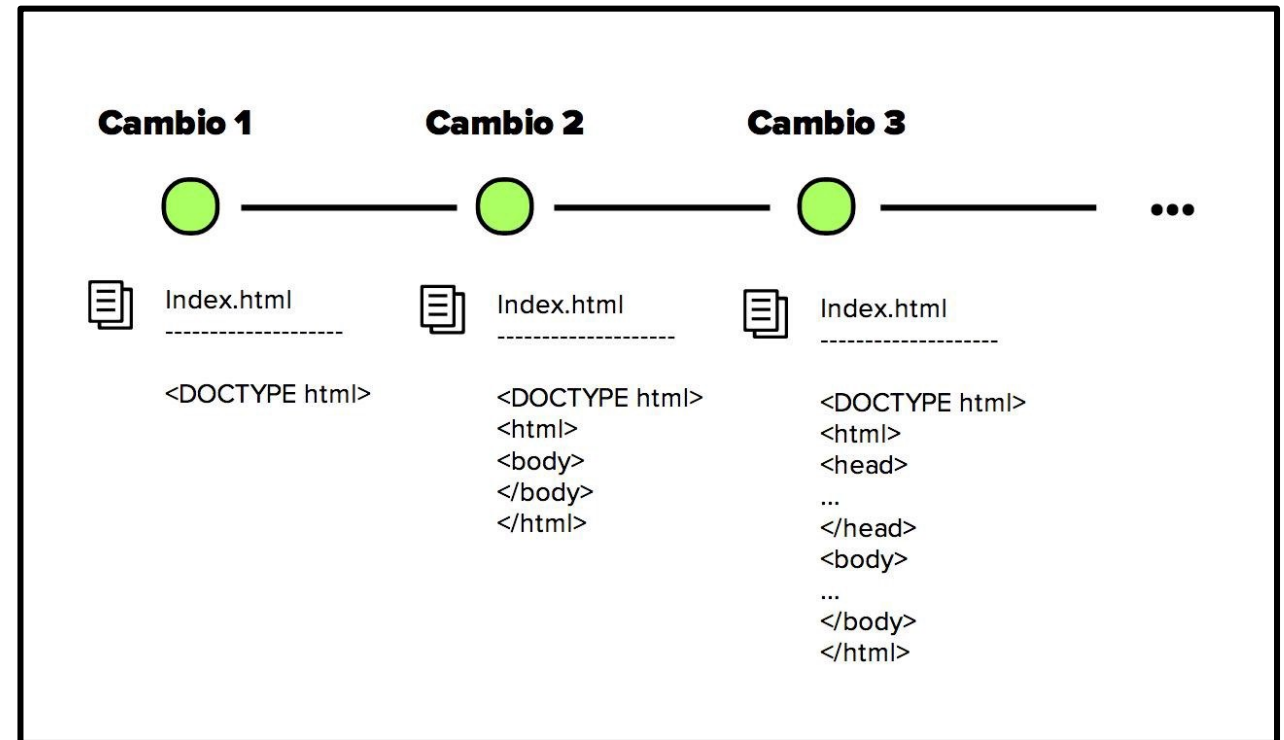 Cambio 1
Cambio 2
Cambio 3
...
Index.html
--------------------
<DOCTYPE html>
Index.html
--------------------
<DOCTYPE html>
<html>
<body>
</body>
</html>
Index.html
--------------------
<DOCTYPE html>
<html>
<head>
...
</head>
<body>
...
</body>
</html>